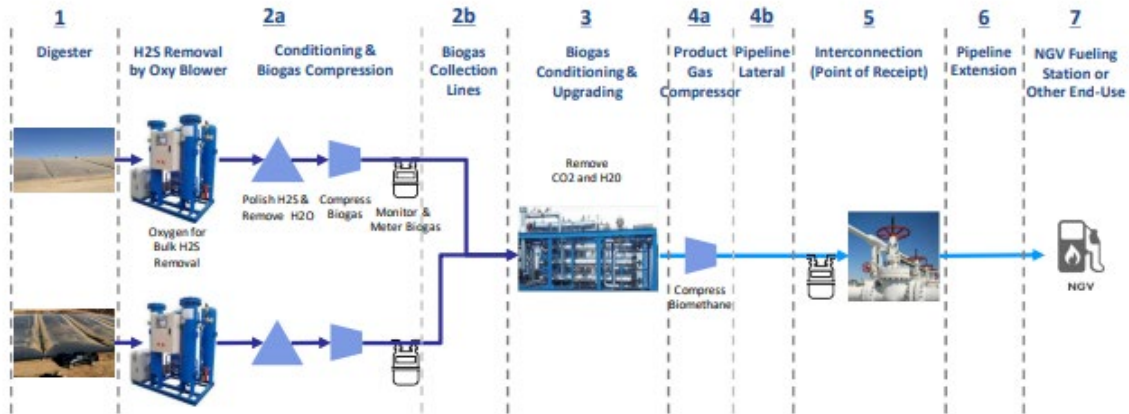 1
2a
2b
3
4a
4b
5
6
7
Digester
H2S Removal
by Oxy Blower
Conditioning &
Biogas Compression
Biogas
Collection
Lines
Biogas
Conditioning &
Upgrading
Product
Gas
Compressor
Pipeline
Lateral
Interconnection
(Point of Receipt)
Pipeline
Extension
NGV Fueling
Station or
Other End-Use
Oxygen for
Bulk H2S
Removal
Polish H2S &
Remove H2O
Compress
Biogas
Monitor &
Meter Biogas
Remove
CO2 and H20
Compress
Biomethane
NGV